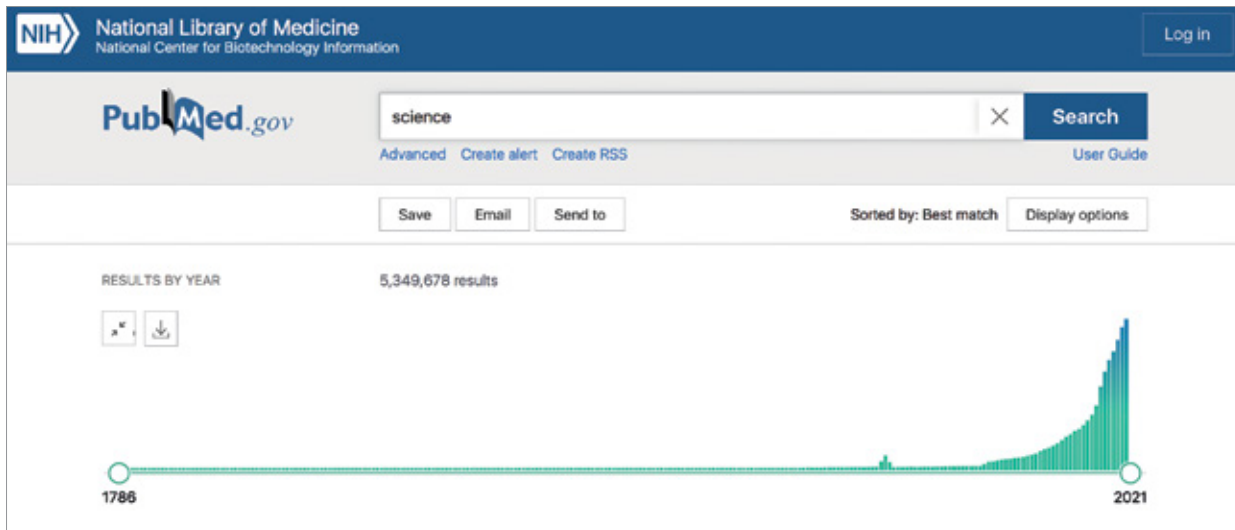 NIH National Library of Medicine
National Center for Biotechnology Information
Log in
PubMed.gov
science
Search
Advanced Create alert Create RSS
User Guide
Save Email Send to
Sorted by: Best match Display options
RESULTS BY YEAR
5,349,678 results
1786
2021